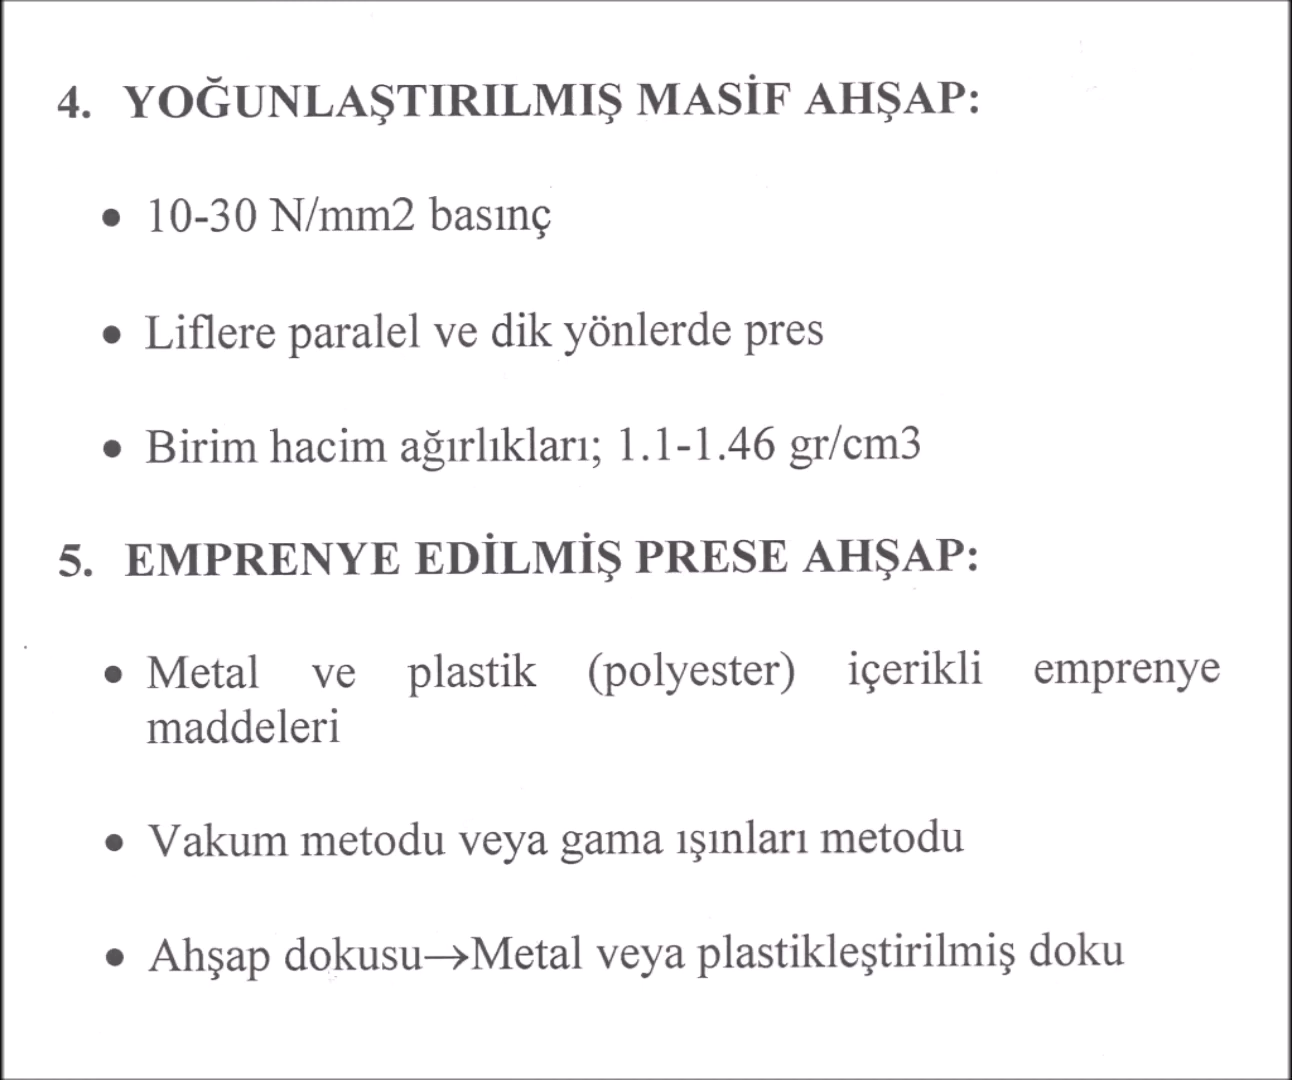 4. YOĞUNLAŞTIRILMIŞ MASİF AHŞAP:
• 10-30 N/mm2 basınç
• Liflere paralel ve dik yönlerde pres
• Birim hacim ağırlıkları; 1.1-1.46 gr/cm3
5. EMPRENYE EDİLMİŞ PRESE AHŞAP:
• Metal ve plastik (polyester) içerikli emprenye
maddeleri
• Vakum metodu veya gama ışınları metodu
• Ahşap dokusu→Metal veya plastikleştirilmiş doku